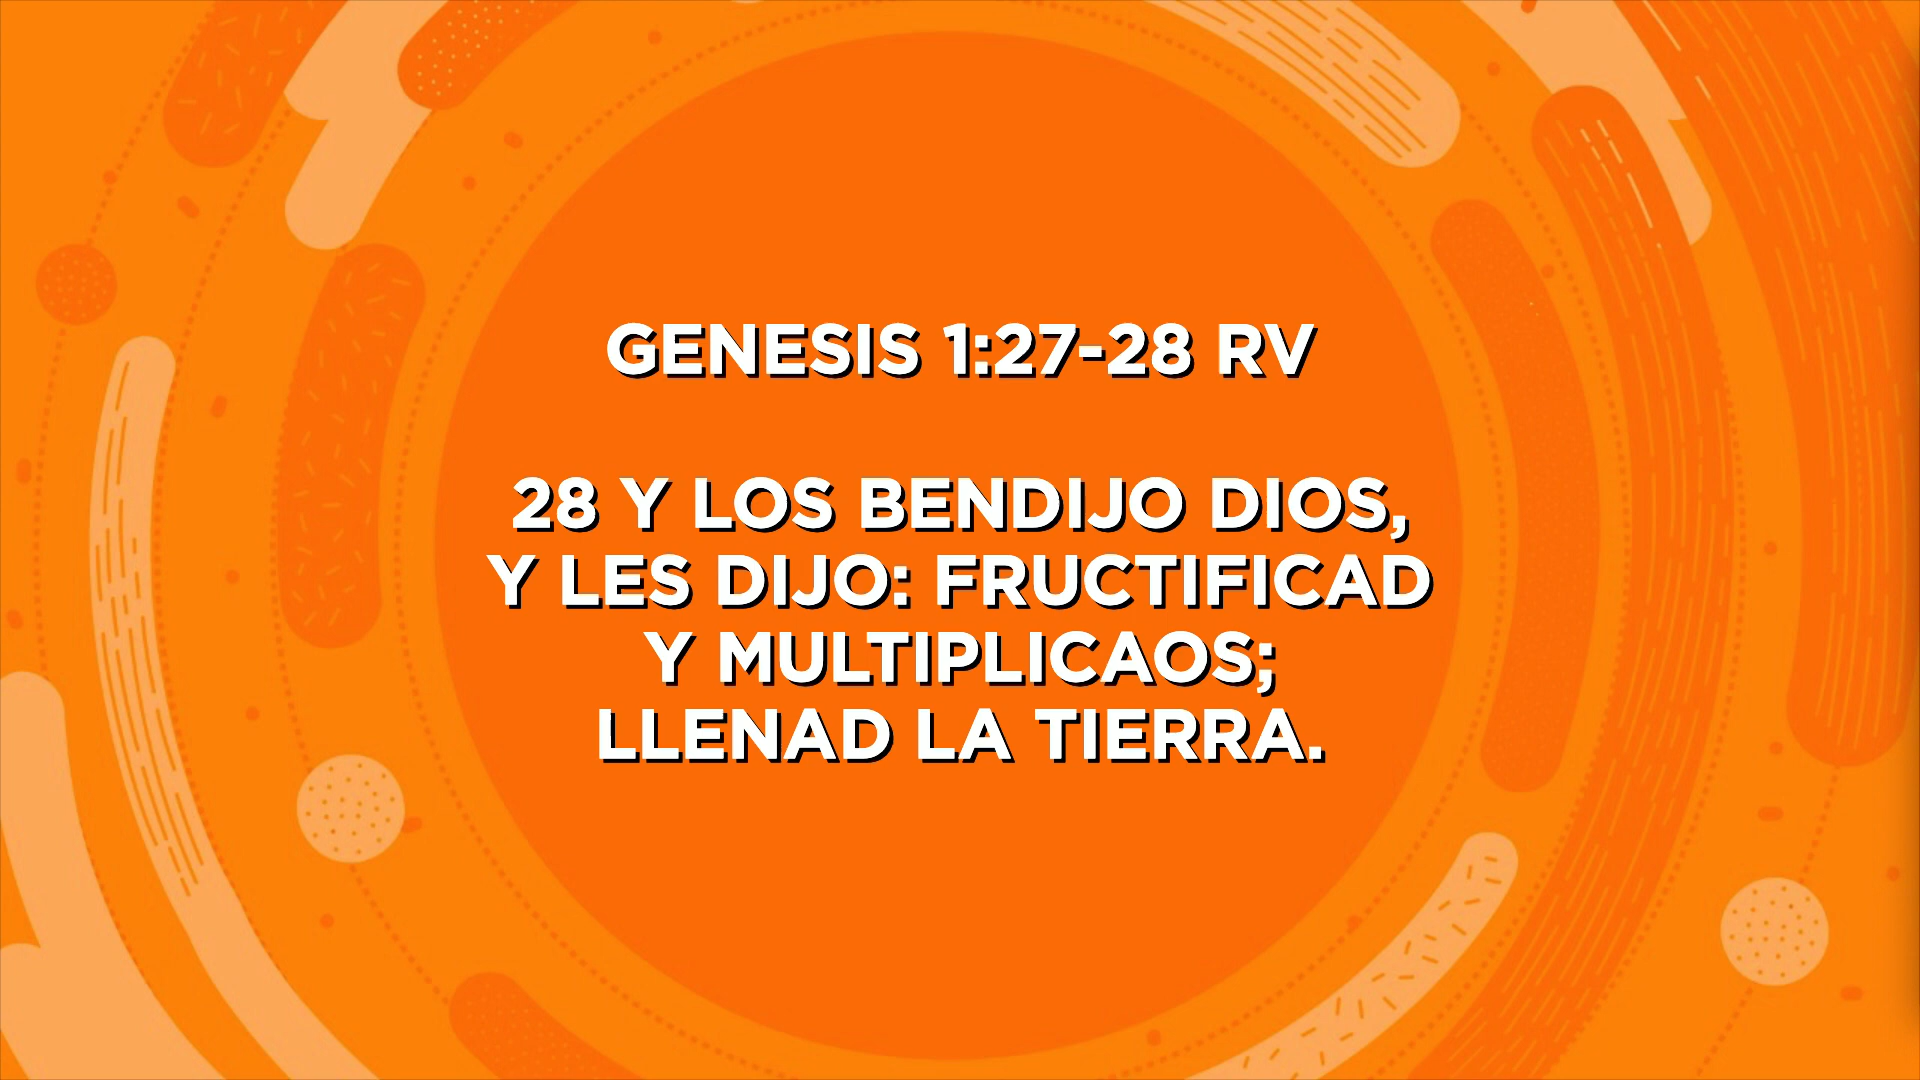 GENESIS 1:27-28 RV
28 Y LOS BENDIJO DIOS,
Y LES DIJO: FRUCTIFICAD
Y MULTIPLICAOS;
LLENAD LA TIERRA.